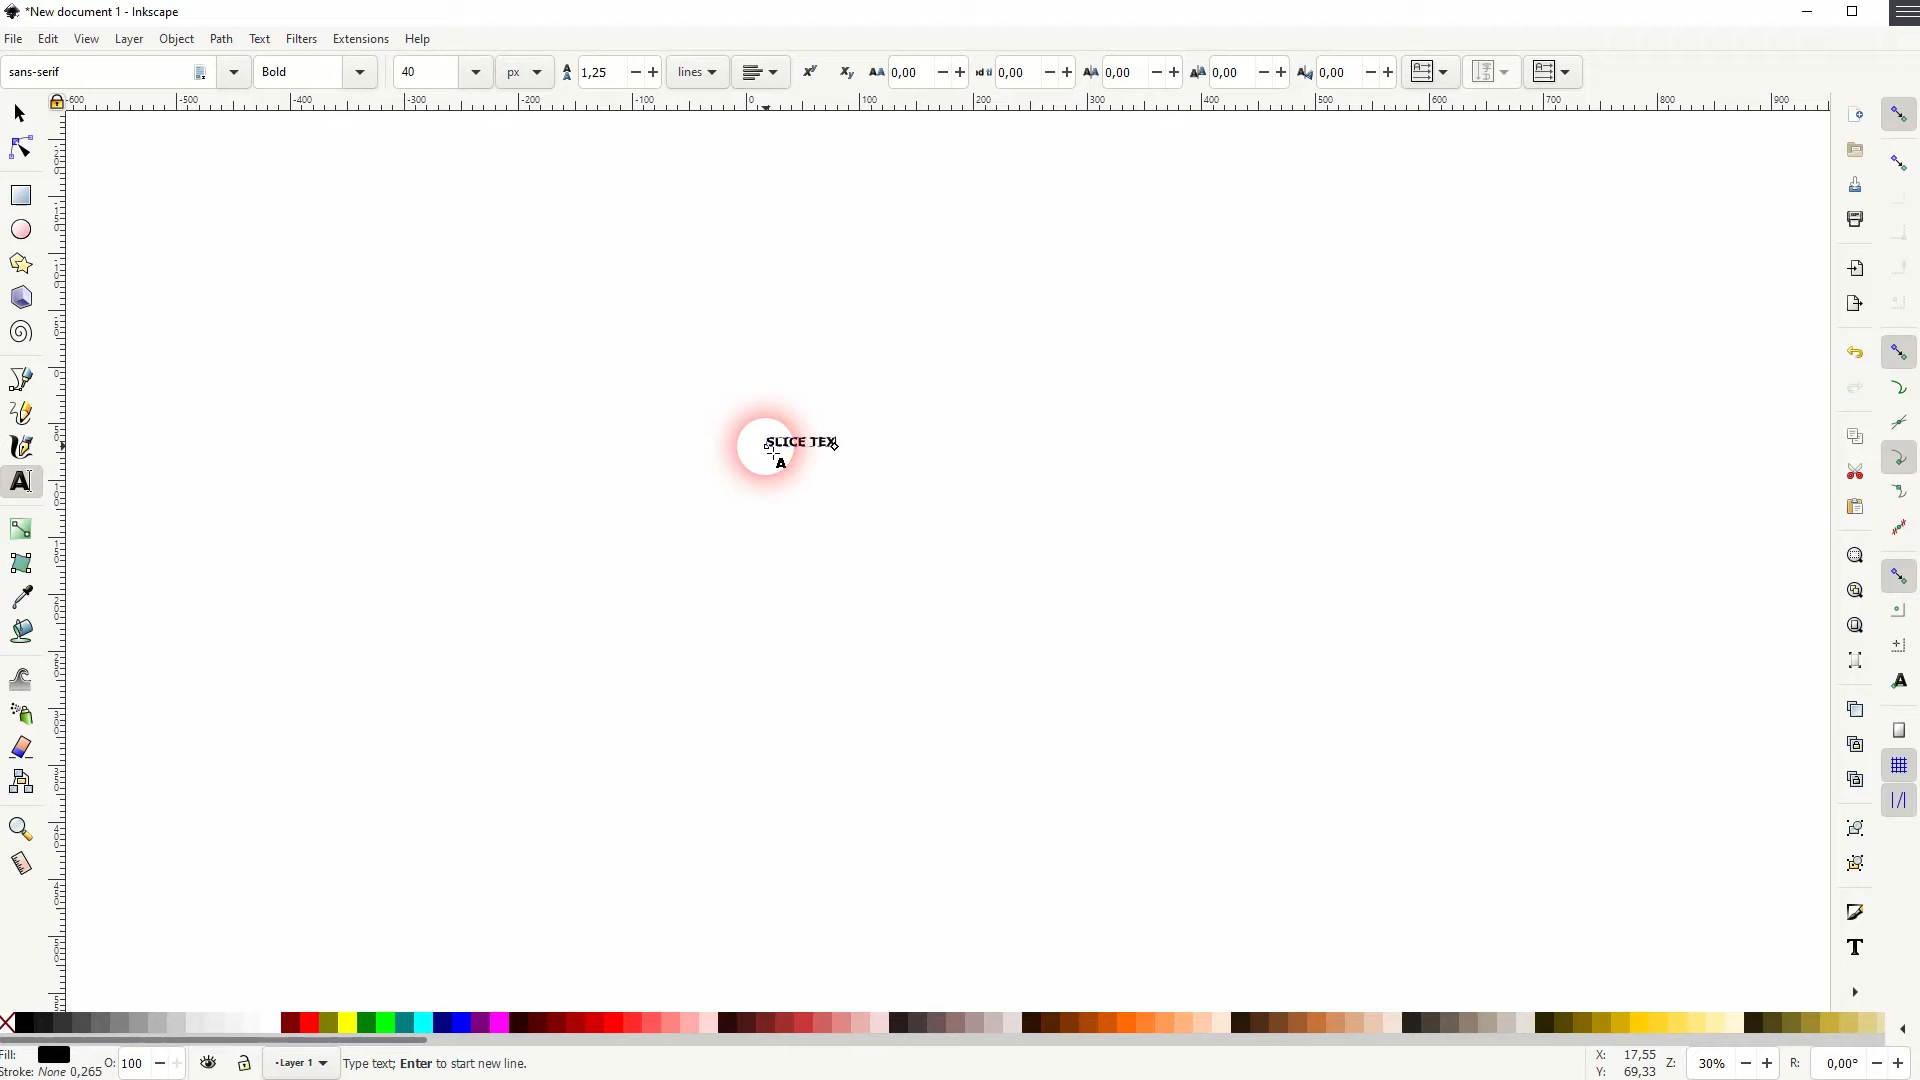 *New document 1 - Inkscape
File Edit View Layer Object Path Text Filters Extensions Help
sans-serif Bold 40 px 1,25 lines 0,00 0,00 0,00 0,00 0,00
-600 -500 -400 -300 -200 -100 0 100 200 300 400 500 600 700 800 900
SLICE TEX
A
Fill: O: 100 Layer 1 Type text; Enter to start new line. X: 17,55 Z: 30% R: 0,00°
Stroke: None 0,265 Y: 69,33